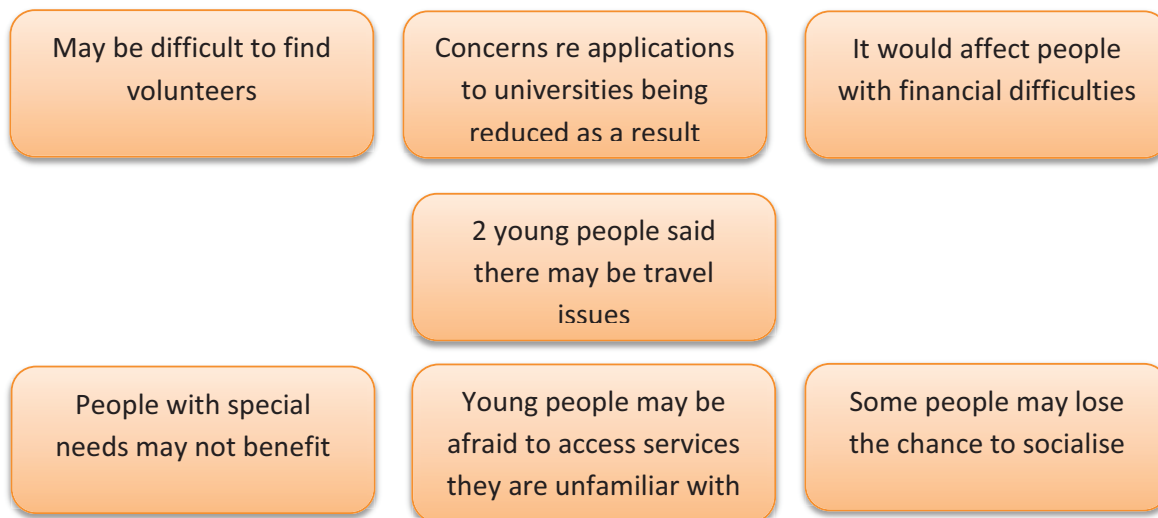 May be difficult to find
volunteers
Concerns re applications
to universities being
reduced as a result
It would affect people
with financial difficulties
2 young people said
there may be travel
issues
People with special
needs may not benefit
Young people may be
afraid to access services
they are unfamiliar with
Some people may lose
the chance to socialise